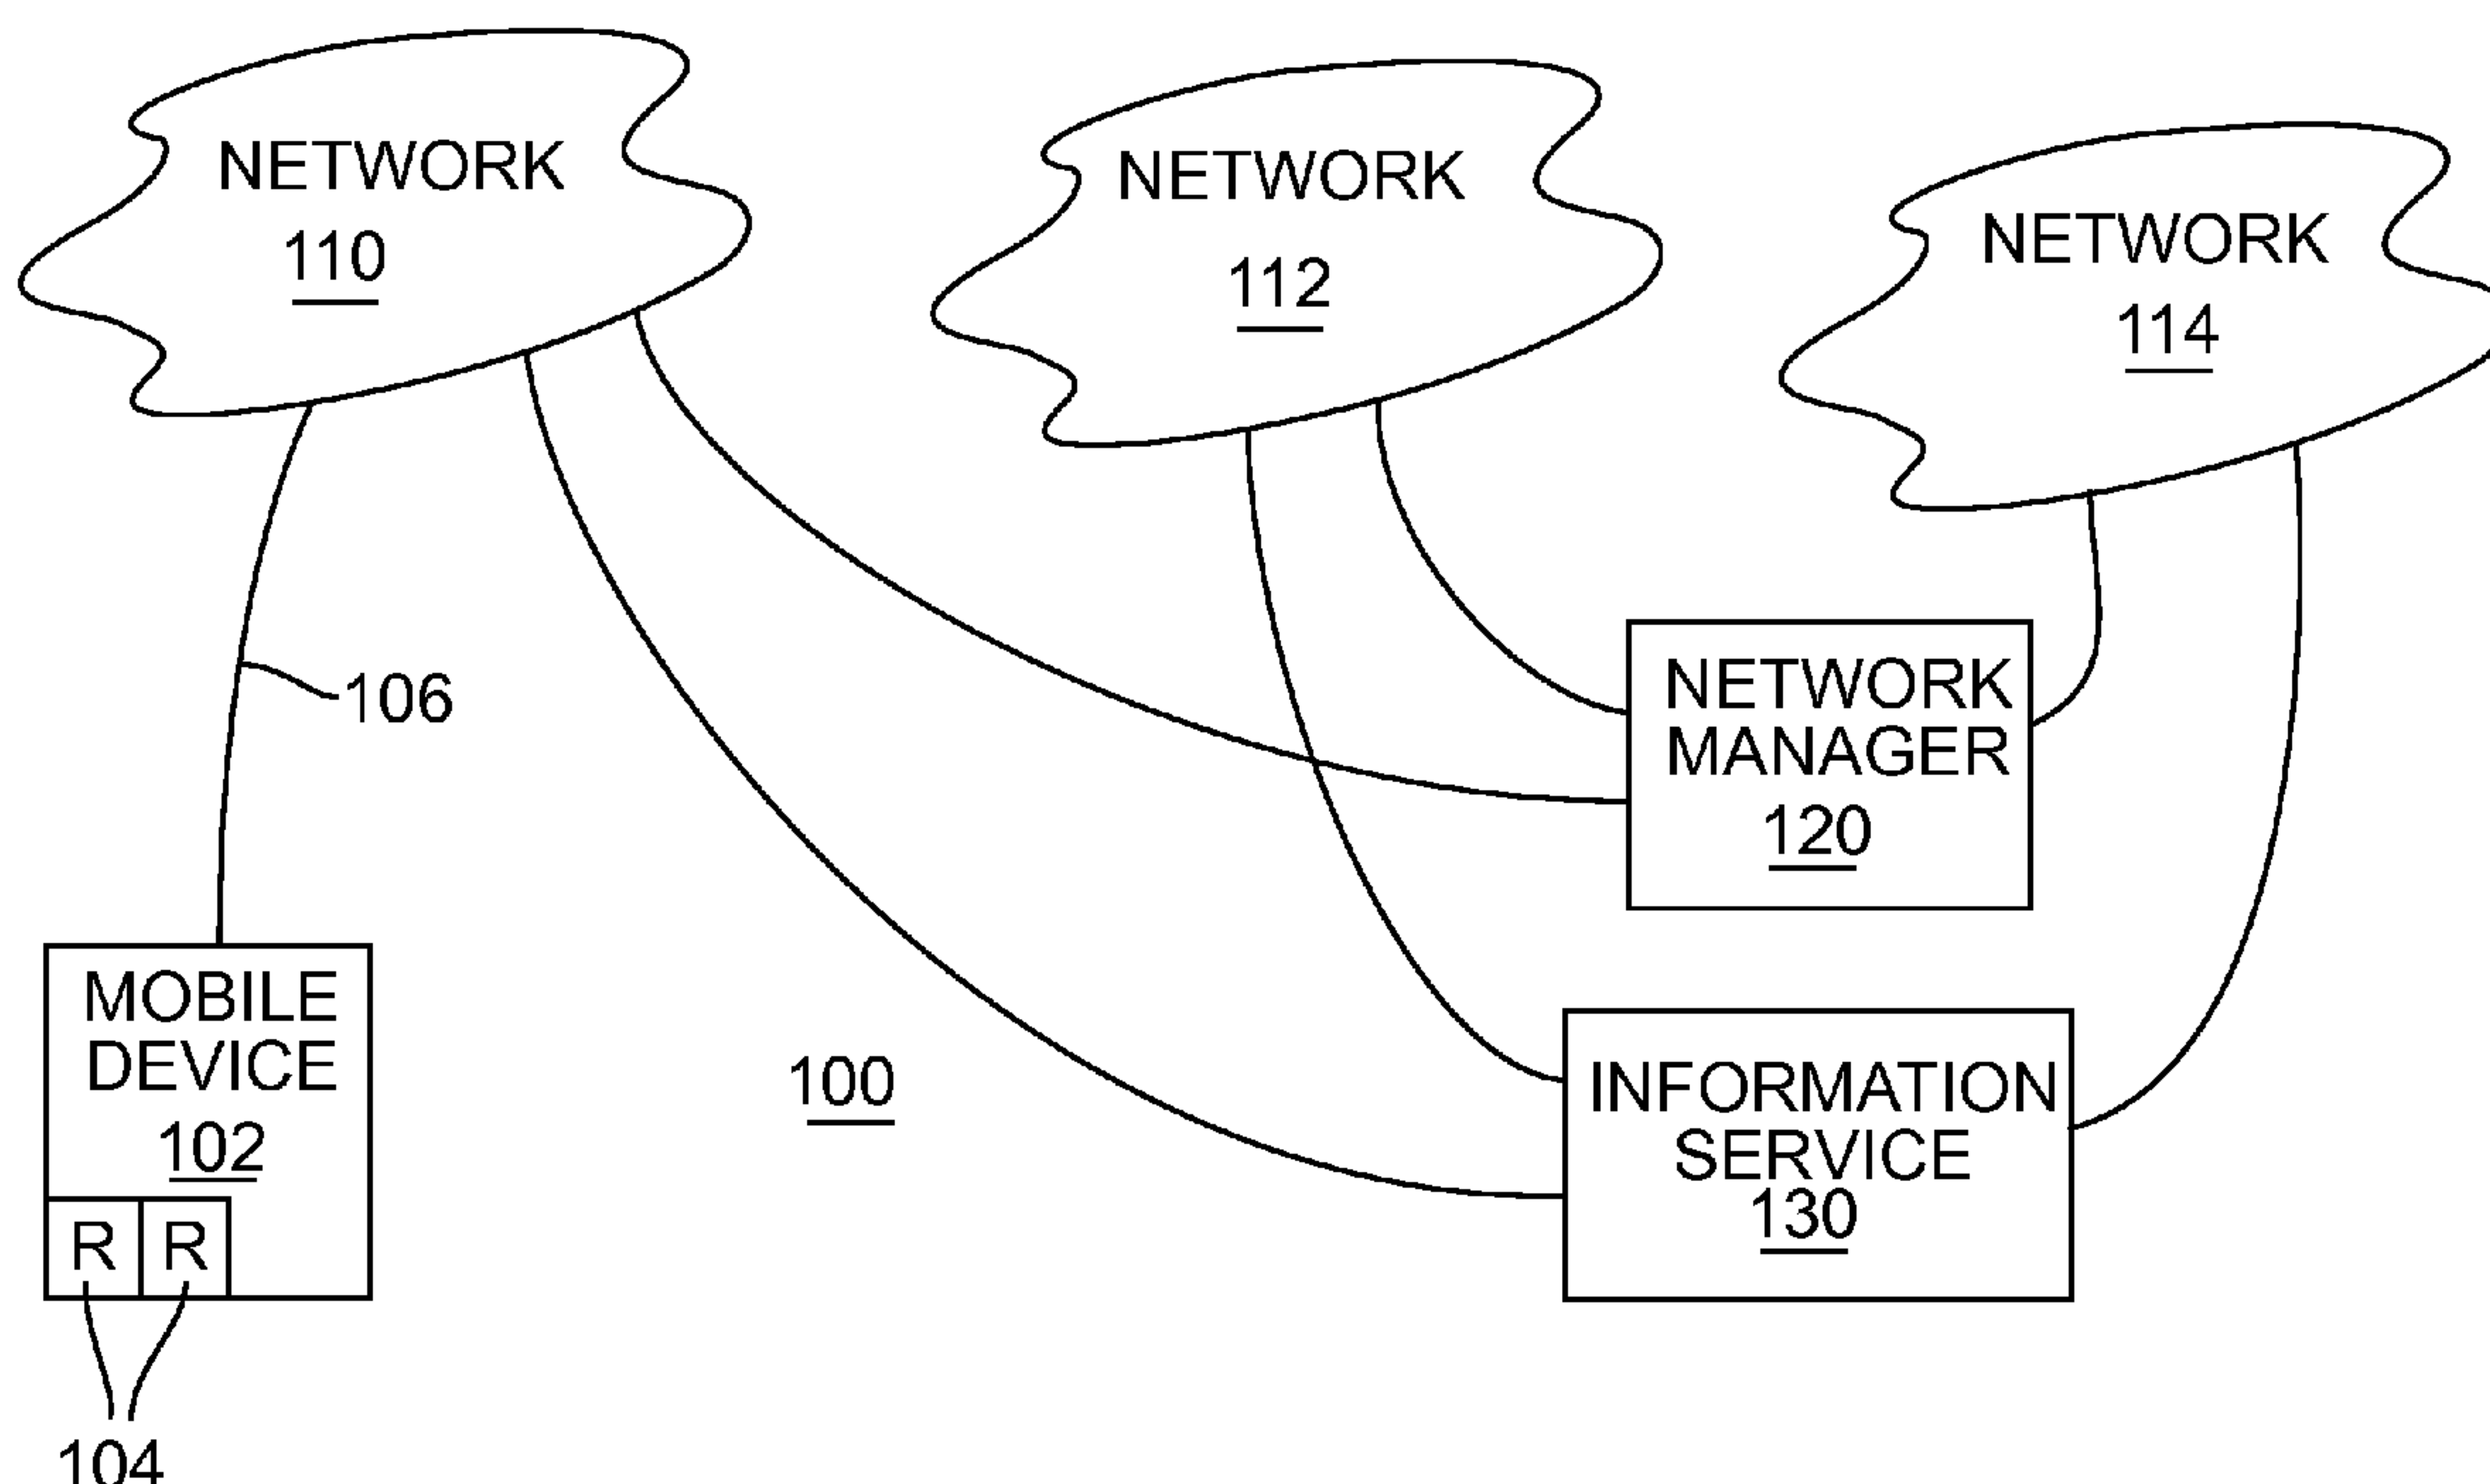 NETWORK
110
NETWORK
112
NETWORK
114
106
NETWORK
MANAGER
120
MOBILE
DEVICE
102
R R
104
100
INFORMATION
SERVICE
130